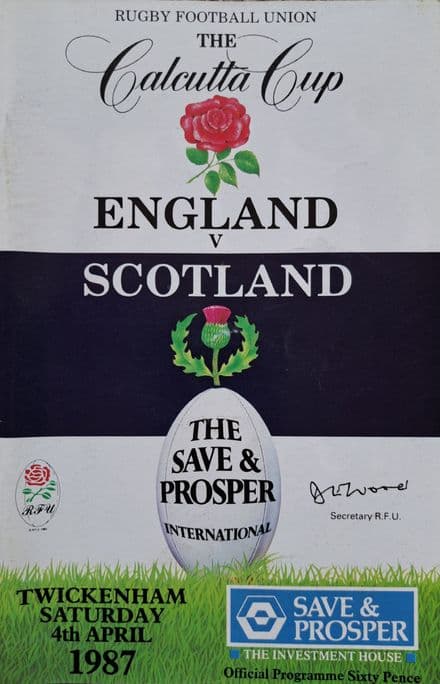 RUGBY FOOTBALL UNION
THE
Calcutta Cup
ENGLAND
V
SCOTLAND
THE
SAVE &
PROSPER
INTERNATIONAL
R.F.U
Secretary R.F.U.
TWICKENHAM
SATURDAY
4th APRIL
1987
SAVE &
PROSPER
THE INVESTMENT HOUSE
Official Programme Sixty Pence